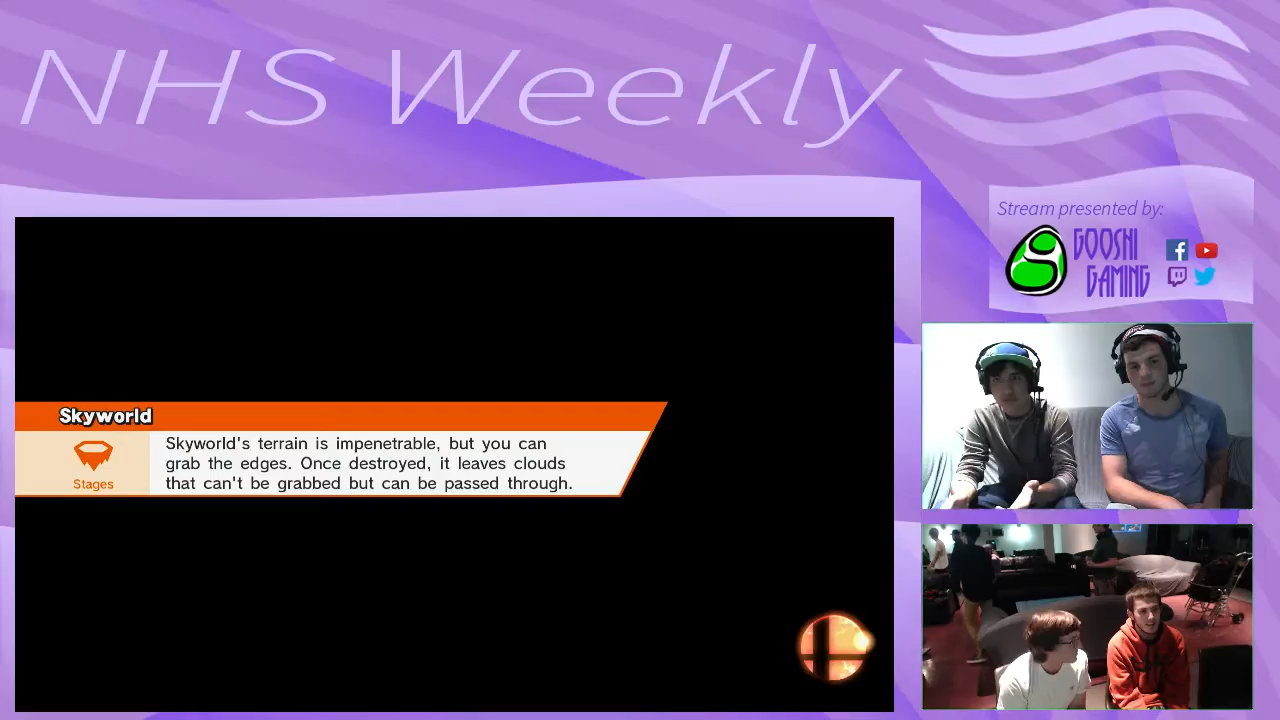 NHS Weekly
Stream presented by:
GOOSHI
GAMING
Skyworld
Skyworld's terrain is impenetrable, but you can
grab the edges. Once destroyed, it leaves clouds
that can't be grabbed but can be passed through.
Stages